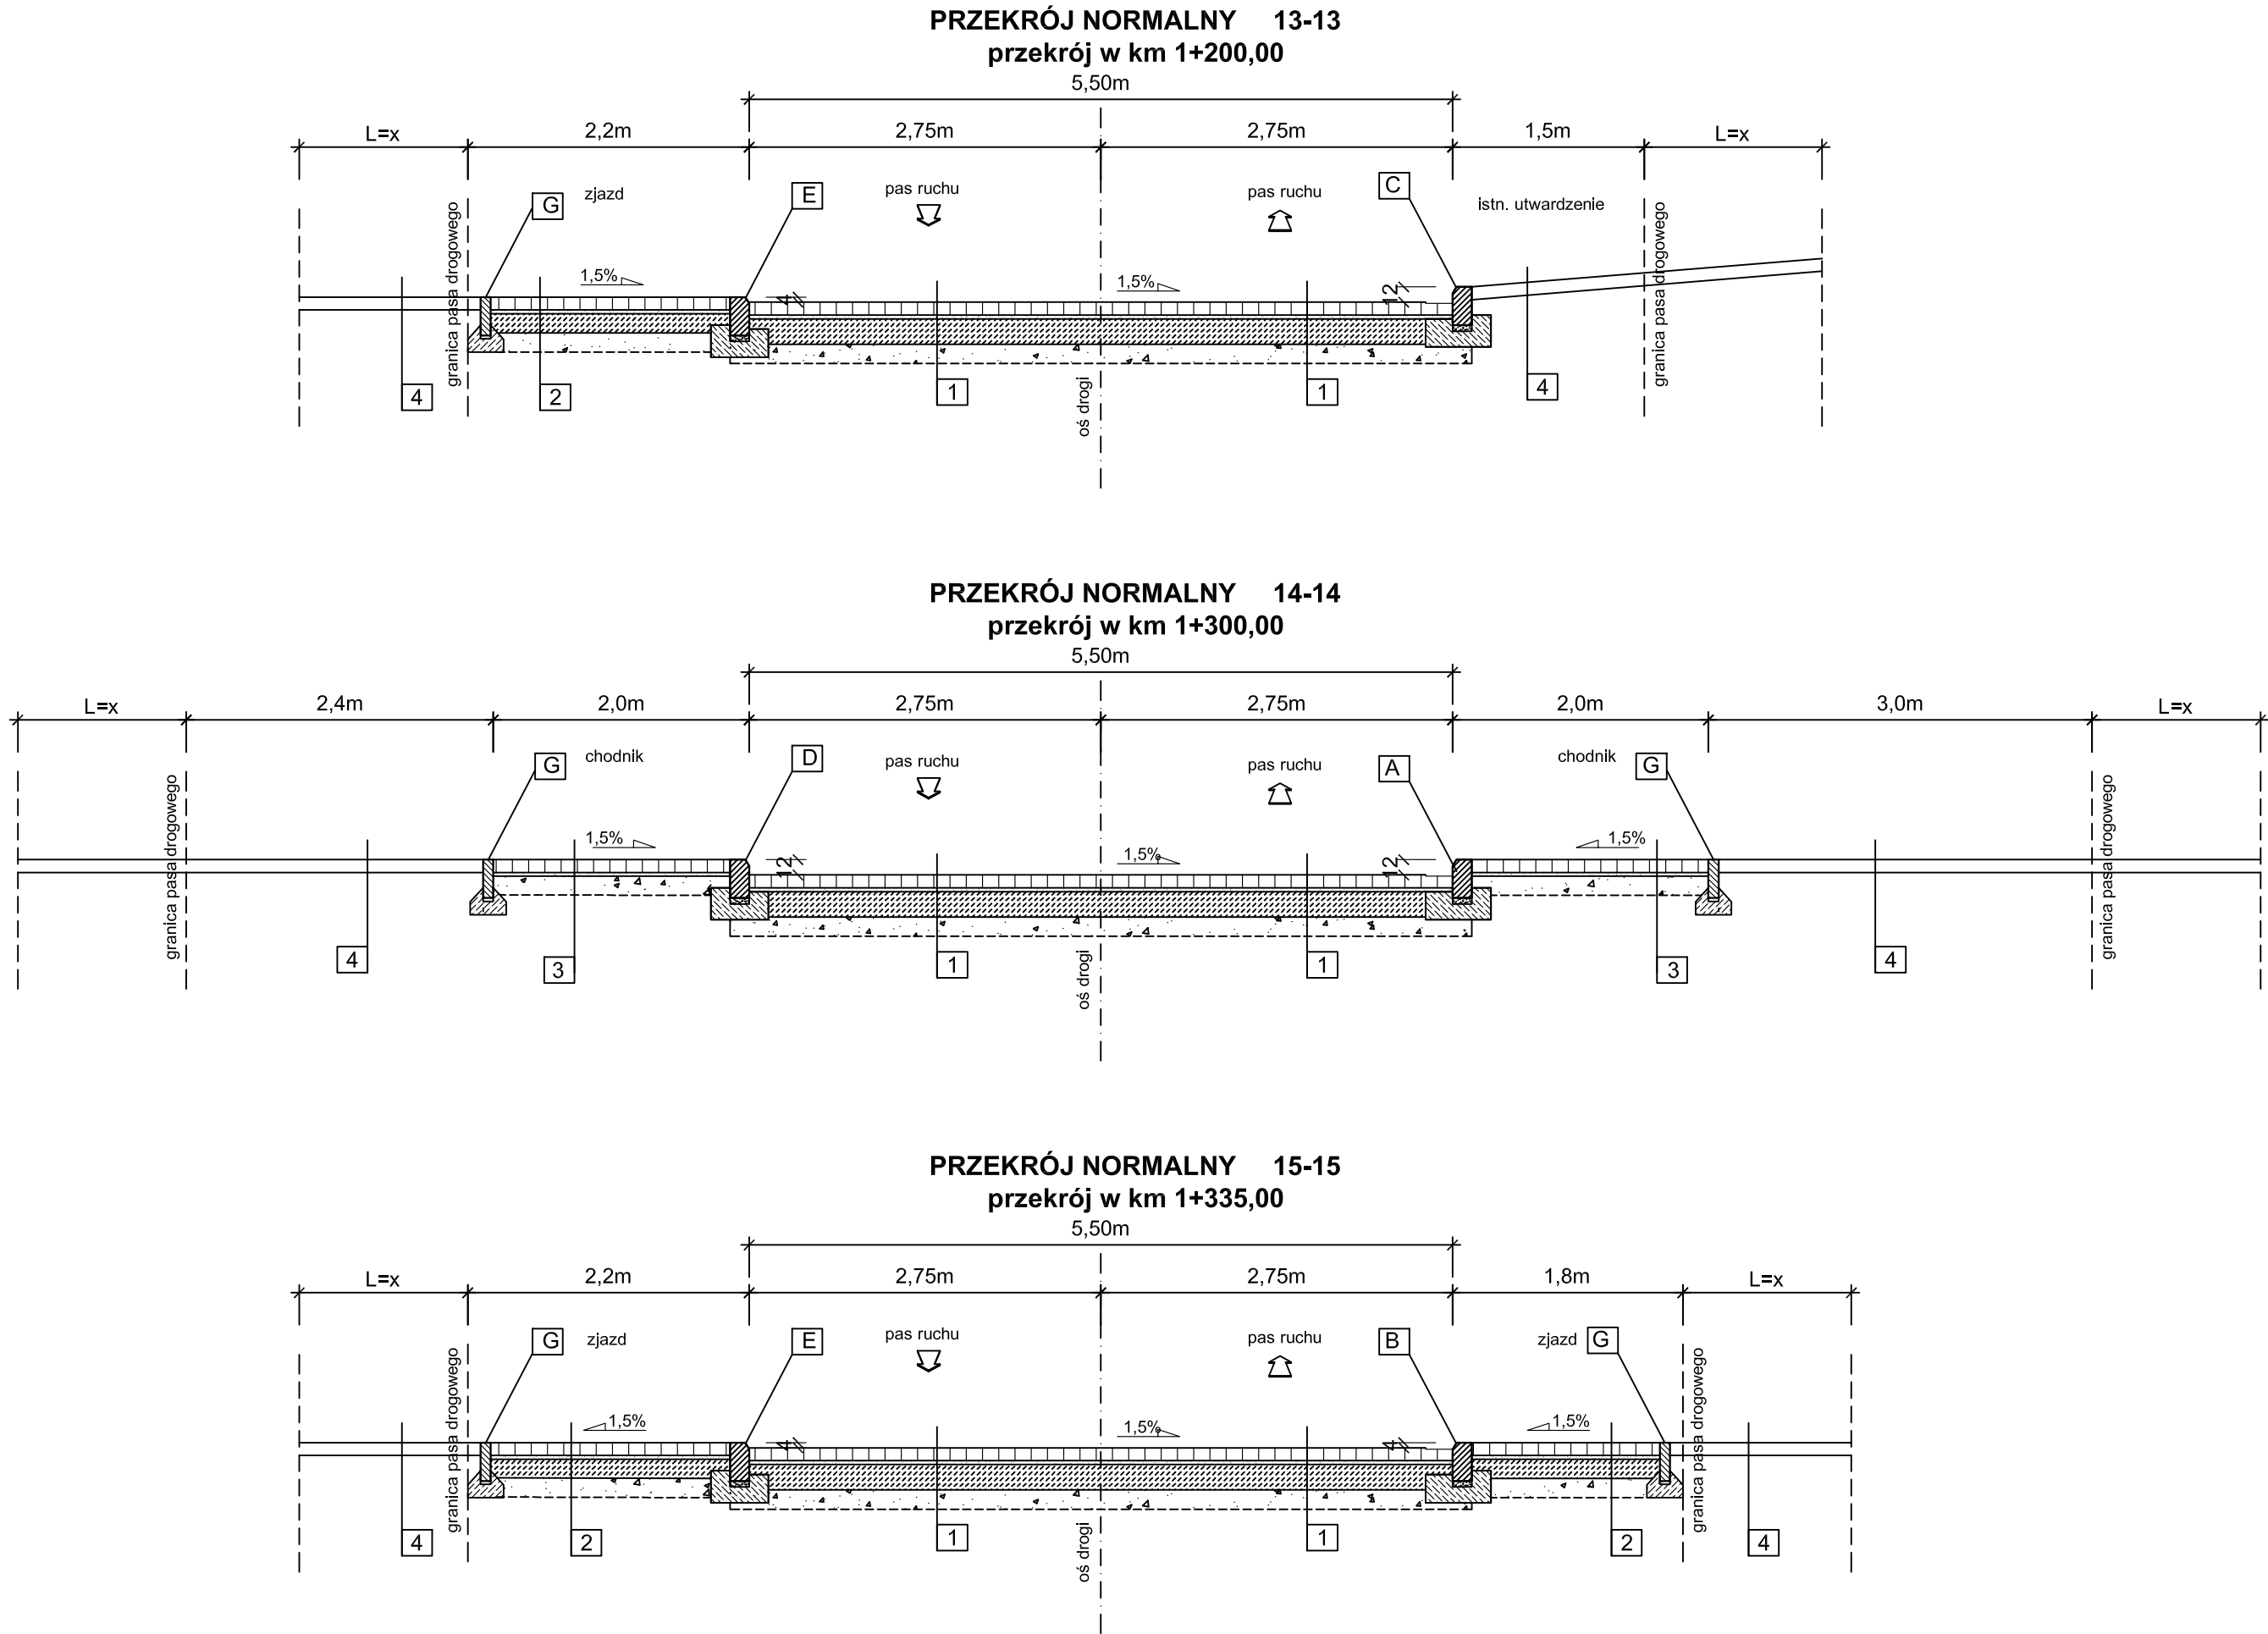 PRZEKRÓJ NORMALNY 13-13
przekrój w km 1+200,00
5,50m
L=x 2,2m 2,75m 2,75m 1,5m L=x
G zjazd E pas ruchu pas ruchu C istn. utwardzenie
granica pasa drogowego
granica pasa drogowego
1,5% 4 1,5% 12
4 2 1 1 4
oś drogi
PRZEKRÓJ NORMALNY 14-14
przekrój w km 1+300,00
5,50m
L=x 2,4m 2,0m 2,75m 2,75m 2,0m 3,0m L=x
G chodnik D pas ruchu pas ruchu A chodnik G
granica pasa drogowego
granica pasa drogowego
1,5% 12 1,5% 12 1,5%
4 3 1 1 3 4
oś drogi
PRZEKRÓJ NORMALNY 15-15
przekrój w km 1+335,00
5,50m
L=x 2,2m 2,75m 2,75m 1,8m L=x
G zjazd E pas ruchu pas ruchu B zjazd G
granica pasa drogowego
granica pasa drogowego
1,5% 4 1,5% 4 1,5%
4 2 1 1 2 4
oś drogi